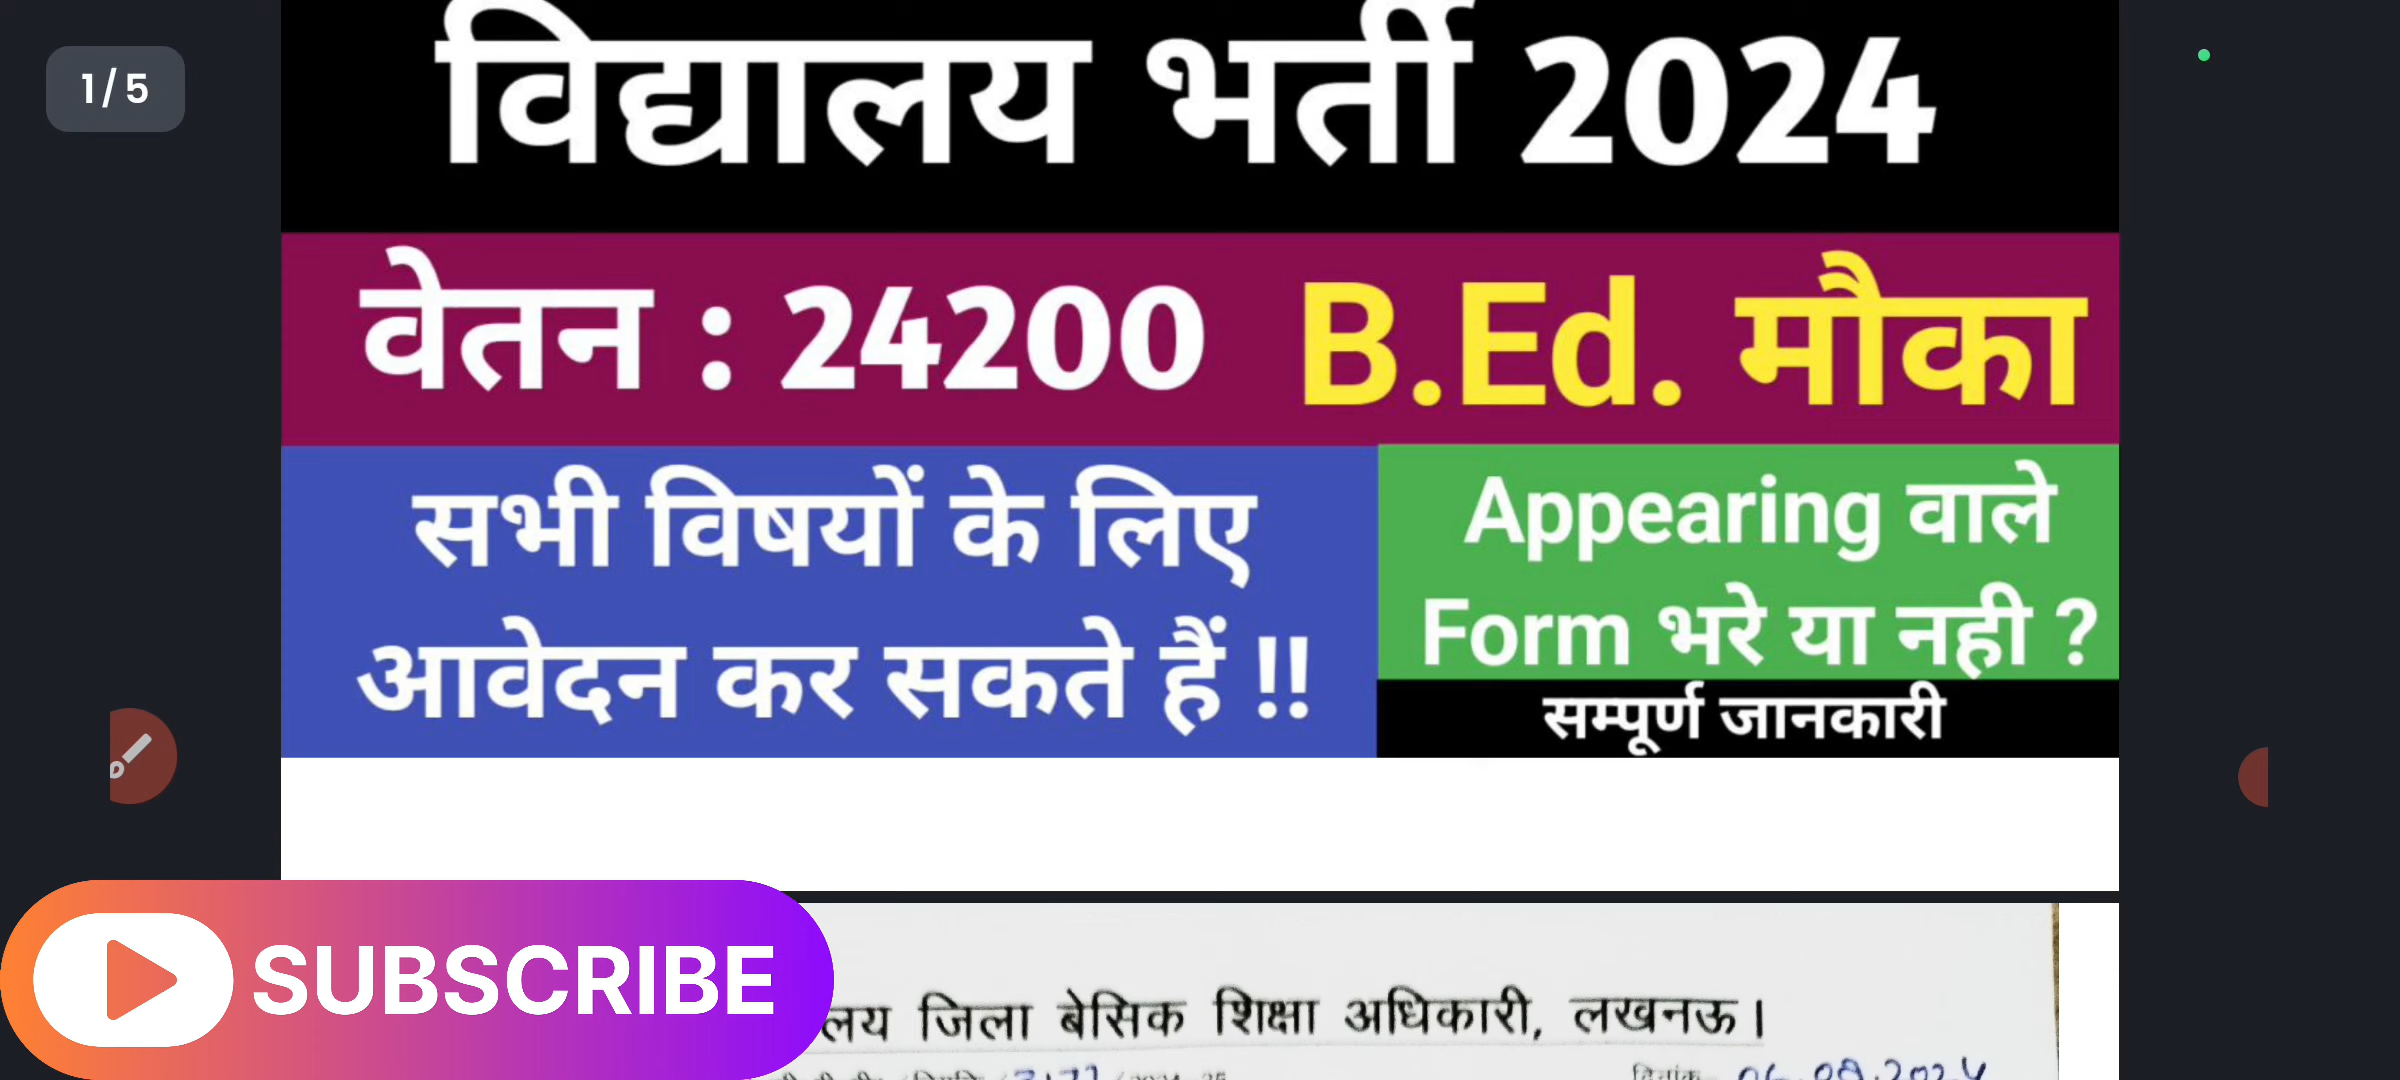 1/5
विद्यालय भर्ती 2024
वेतन : 24200 B.Ed. मौका
सभी विषयों के लिए
आवेदन कर सकते हैं !!
Appearing वाले
Form भरे या नही ?
सम्पूर्ण जानकारी
SUBSCRIBE
लय जिला बेसिक शिक्षा अधिकारी, लखनऊ।